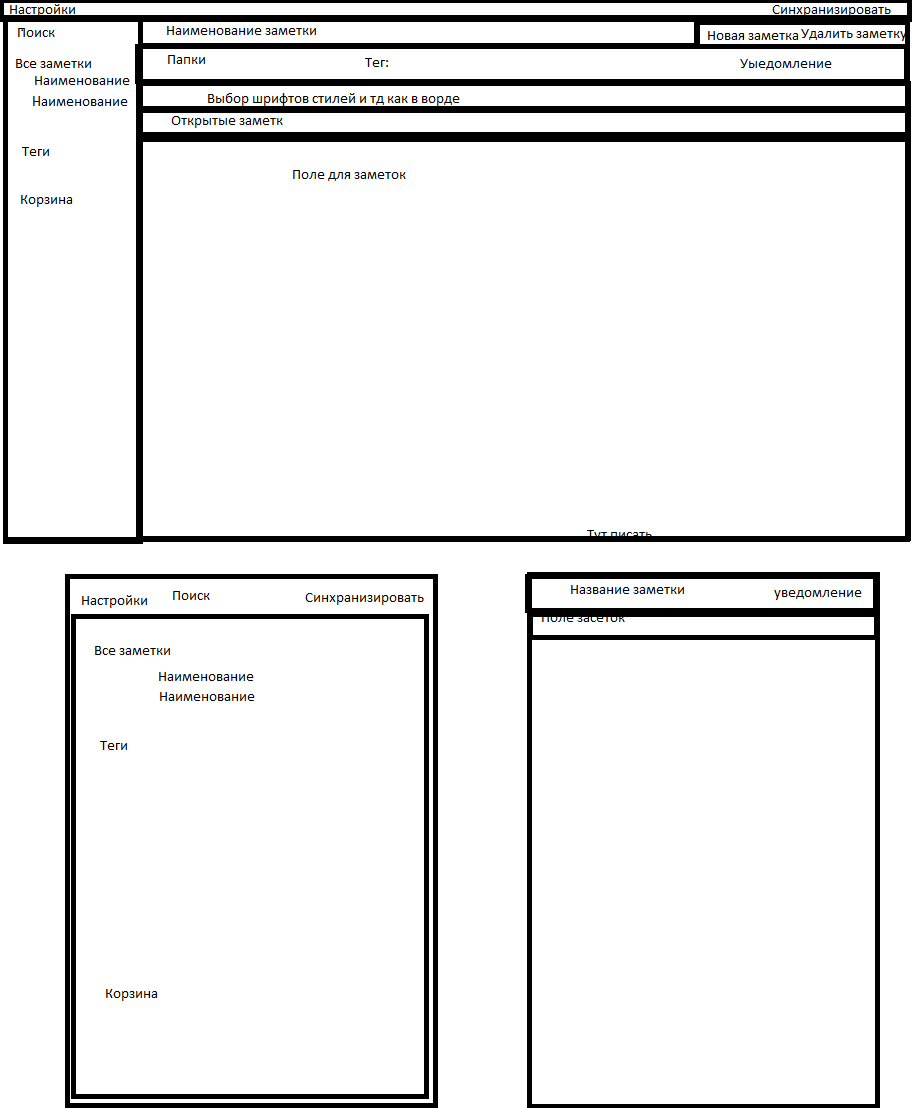 Настройки Синхранизировать
Поиск Наименование заметки Новая заметка Удалить заметку
Все заметки Папки Тег: Уыедомление
Наименование
Наименование Выбор шрифтов стилей и тд как в ворде
Открытые заметк
Теги
Поле для заметок
Корзина
Тут писать
Настройки Поиск Синхранизировать
Все заметки
Наименование
Наименование
Теги
Корзина
Название заметки уведомление
Поле засеток